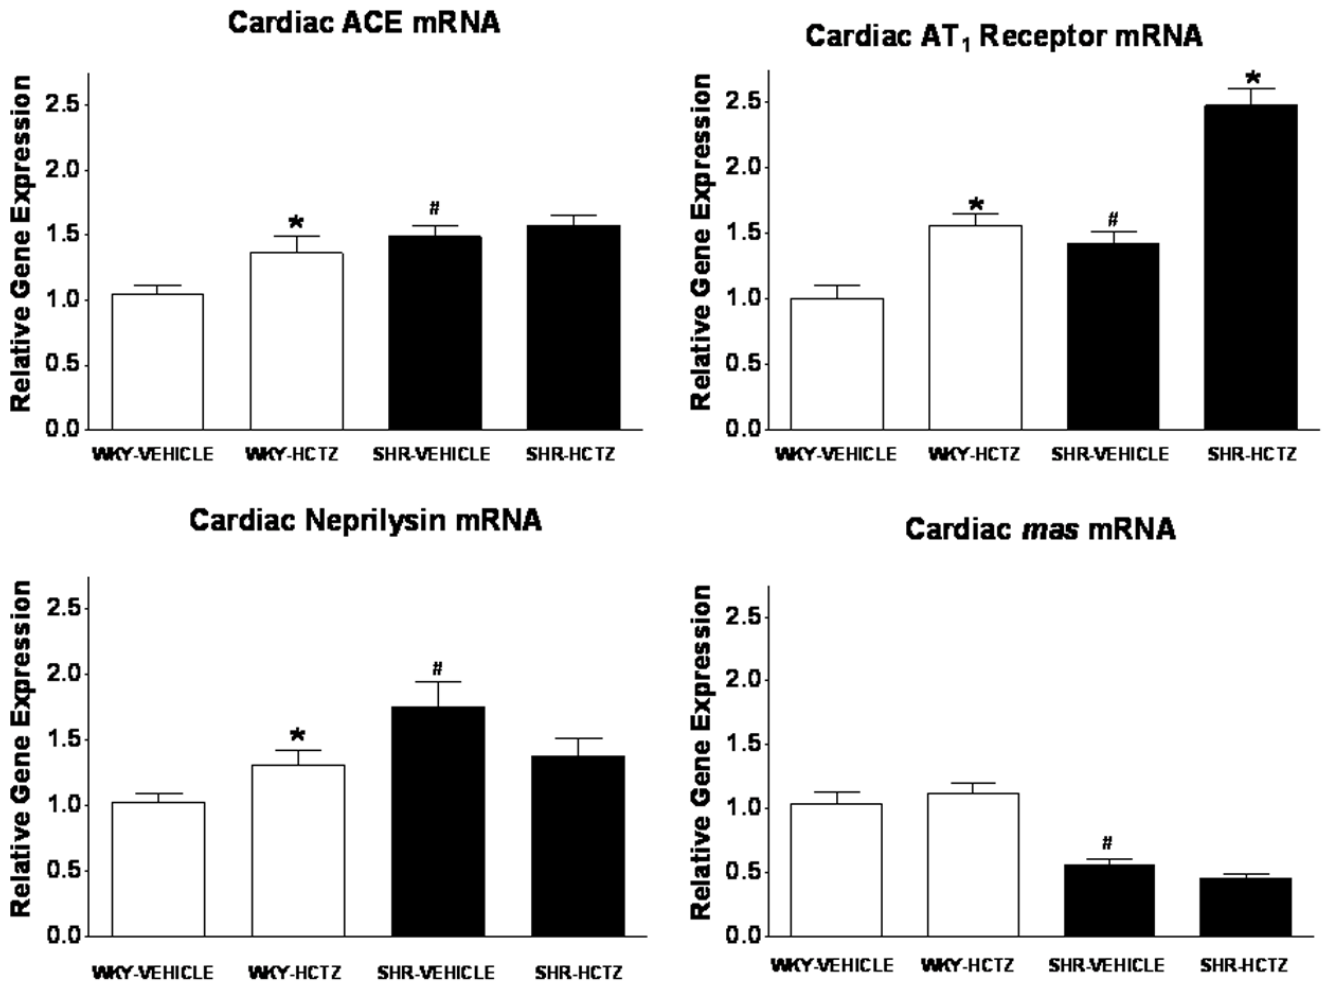 Cardiac ACE mRNA
Relative Gene Expression
2.5
2.0
1.5
1.0
0.5
0.0
*
#
WKY-VEHICLE WKY-HCTZ SHR-VEHICLE SHR-HCTZ
Cardiac AT₁ Receptor mRNA
Relative Gene Expression
2.5
2.0
1.5
1.0
0.5
0.0
*
#
*
WKY-VEHICLE WKY-HCTZ SHR-VEHICLE SHR-HCTZ
Cardiac Neprilysin mRNA
Relative Gene Expression
2.5
2.0
1.5
1.0
0.5
0.0
*
#
WKY-VEHICLE WKY-HCTZ SHR-VEHICLE SHR-HCTZ
Cardiac mas mRNA
Relative Gene Expression
2.5
2.0
1.5
1.0
0.5
0.0
#
WKY-VEHICLE WKY-HCTZ SHR-VEHICLE SHR-HCTZ